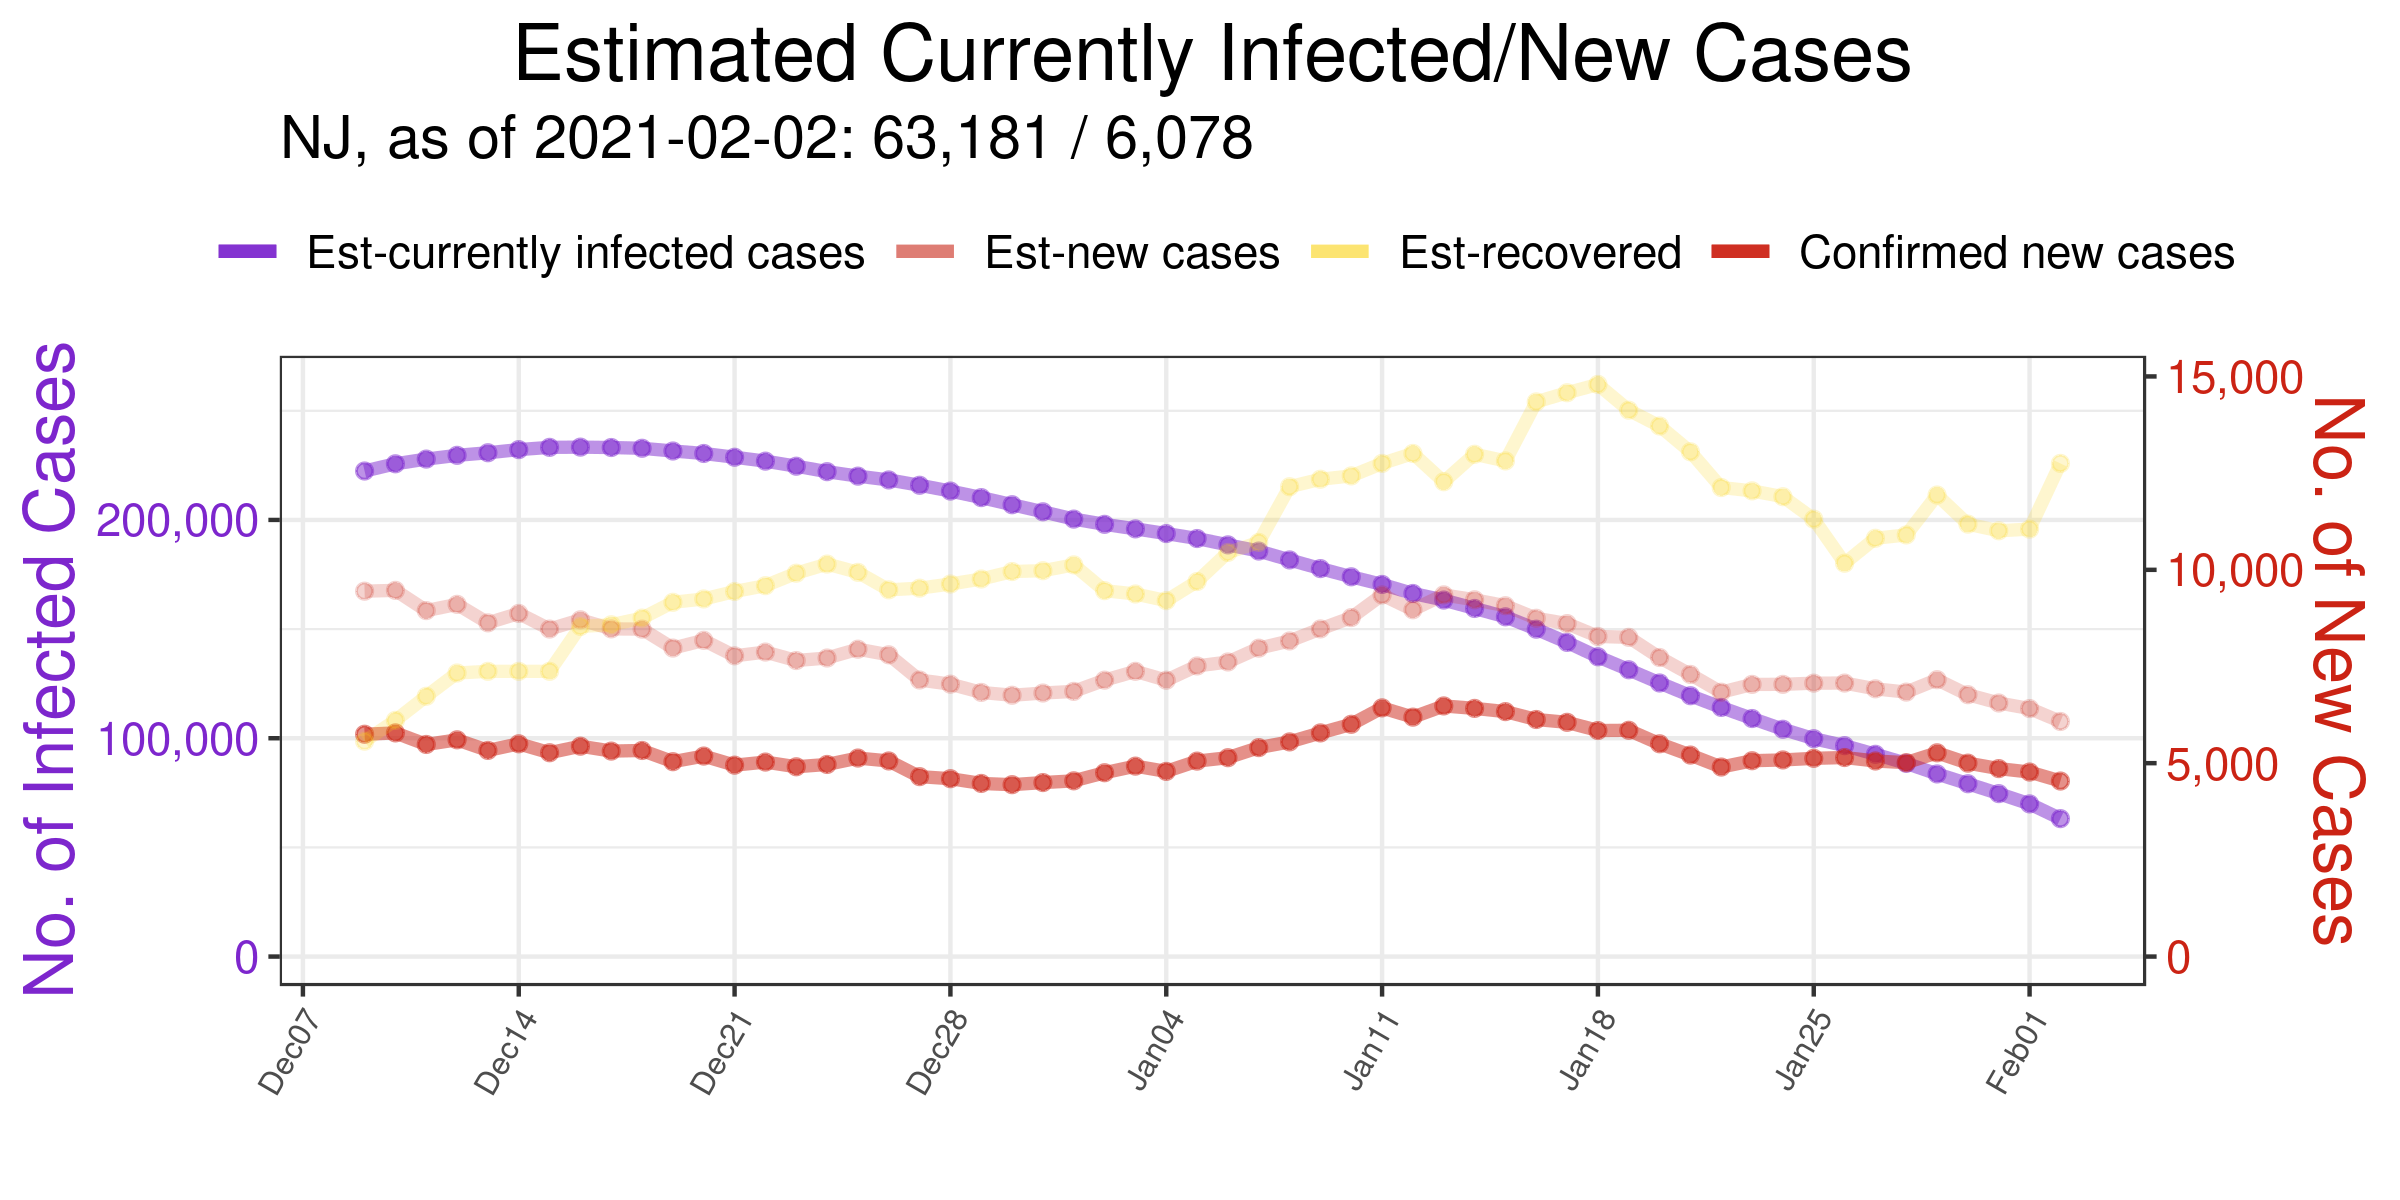 Estimated Currently Infected/New Cases
NJ, as of 2021-02-02: 63,181 / 6,078
Est-currently infected cases Est-new cases Est-recovered Confirmed new cases
No. of Infected Cases
200,000
100,000
0
15,000
10,000
5,000
0
No. of New Cases
Dec07 Dec14 Dec21 Dec28 Jan04 Jan11 Jan18 Jan25 Feb01